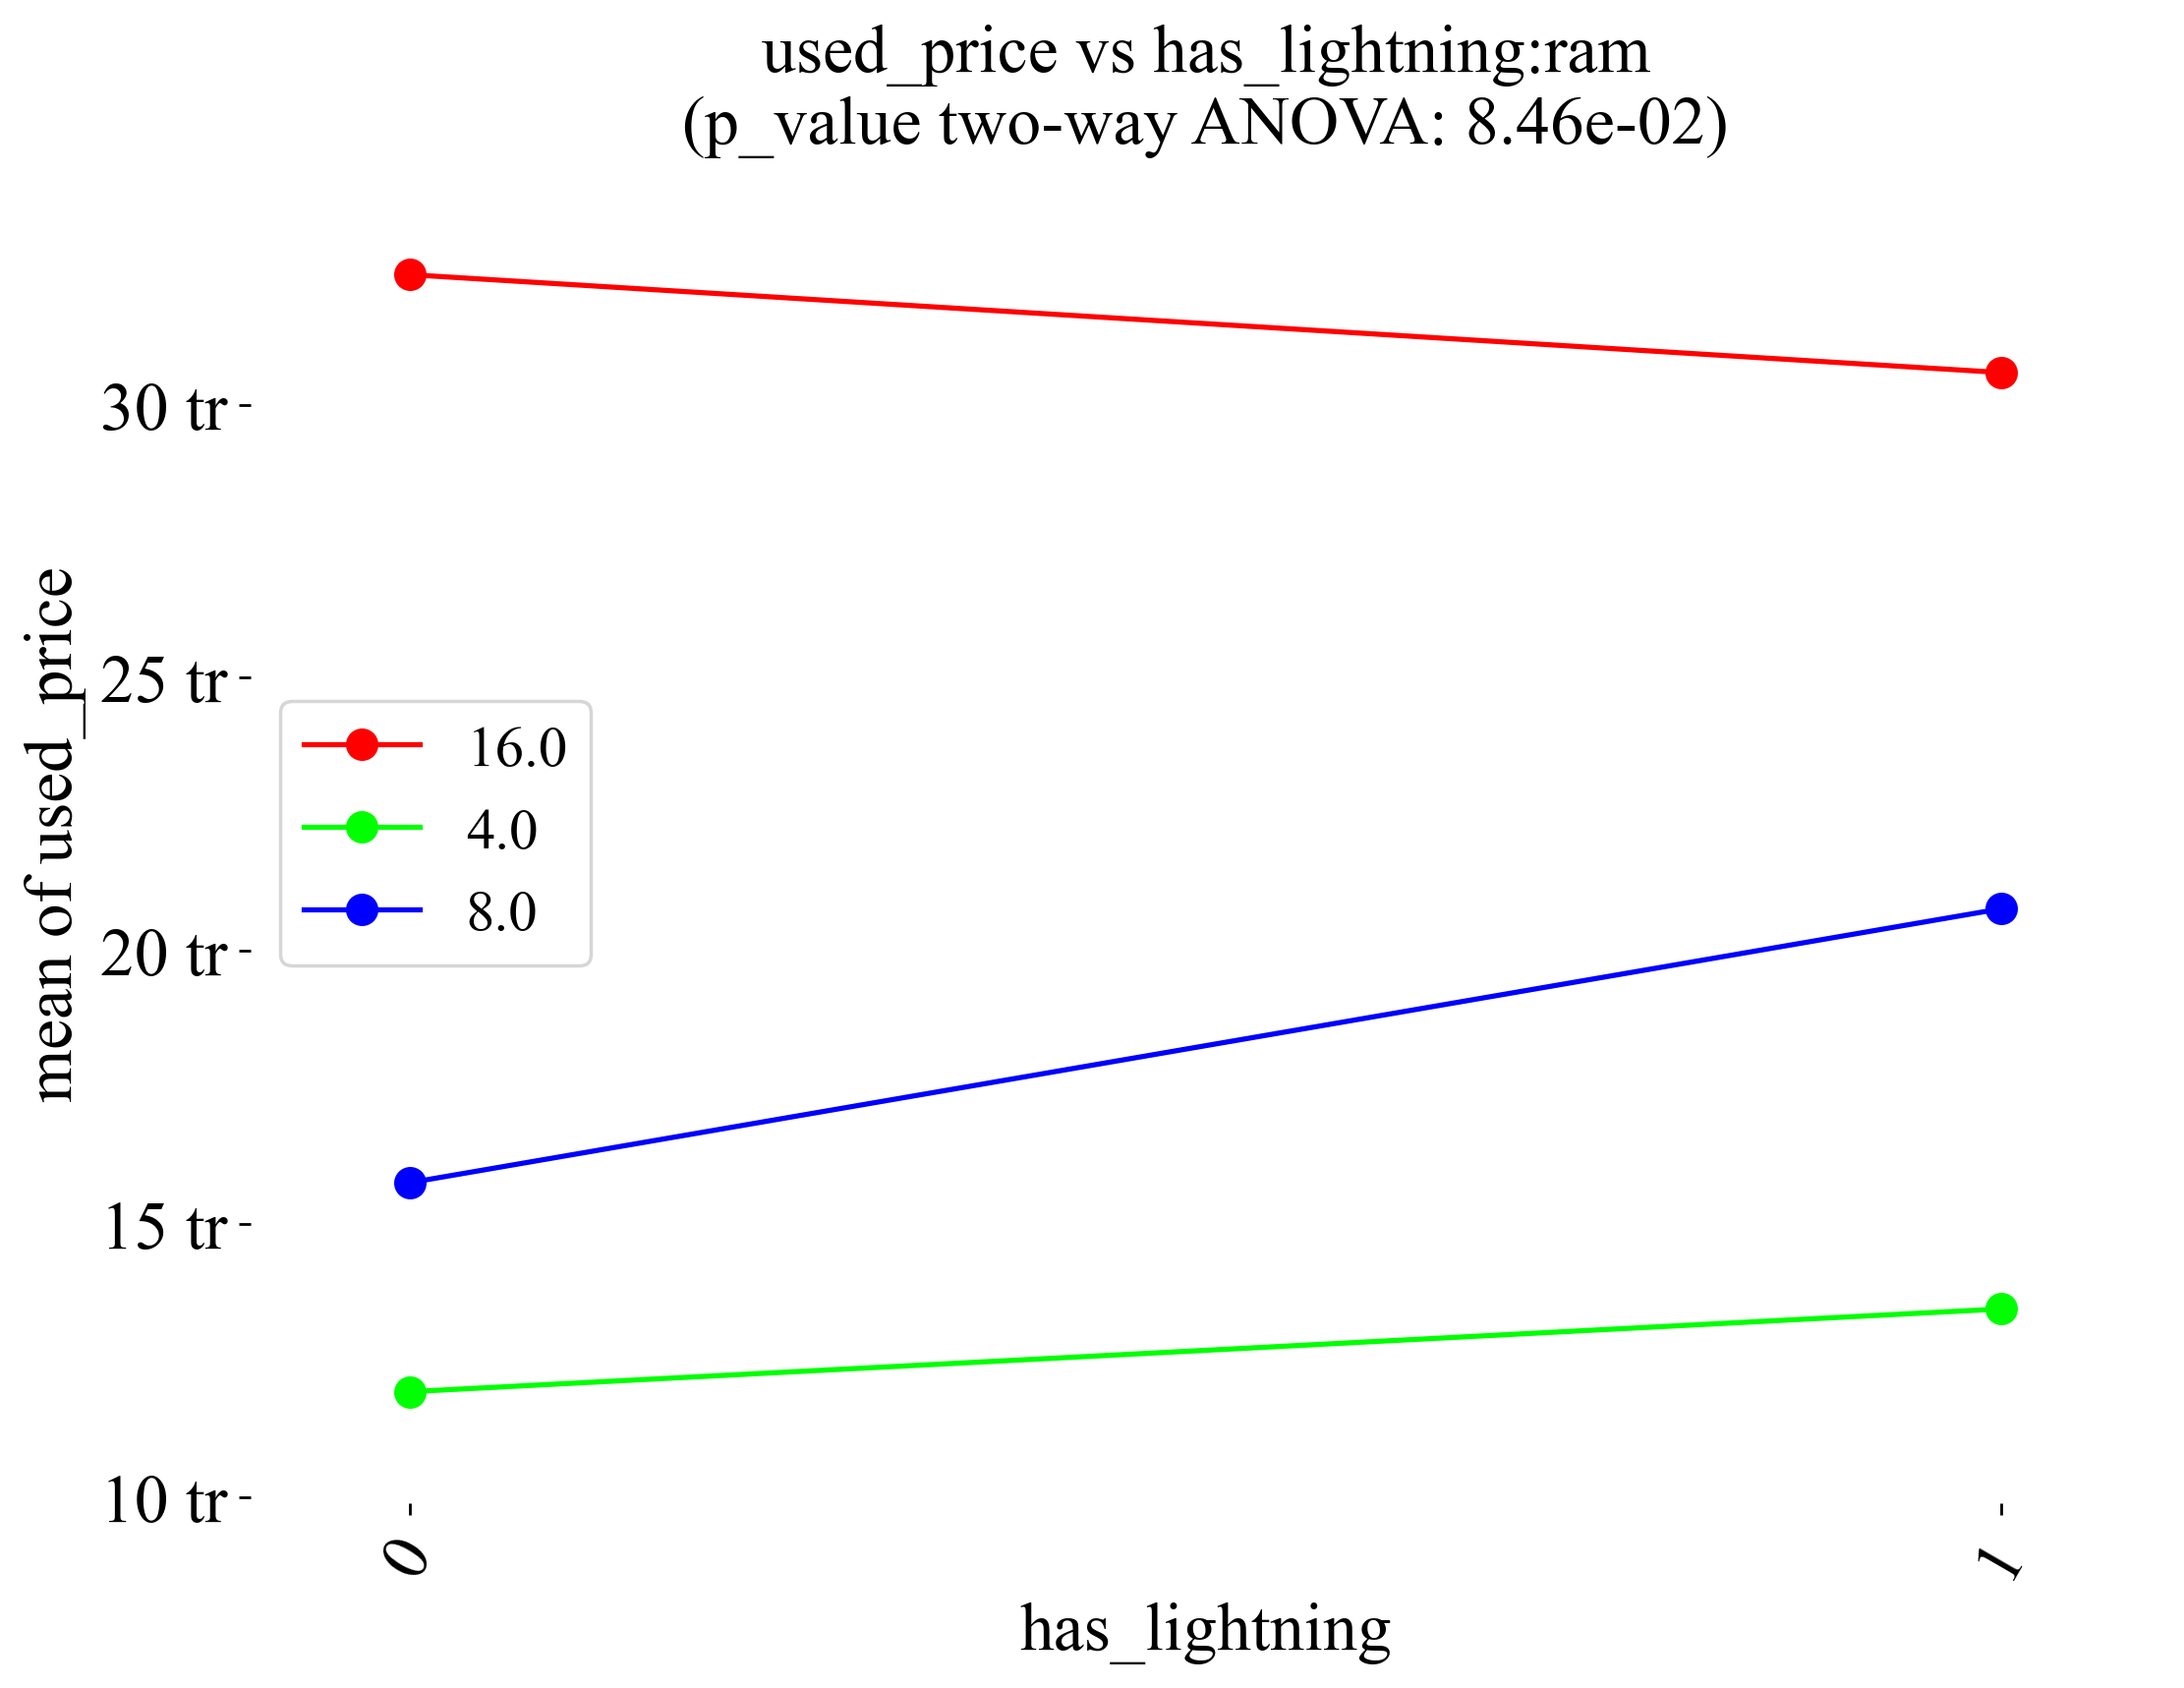 used_price vs has_lightning:ram
(p_value two-way ANOVA: 8.46e-02)
mean of used_price
30 tr
25 tr
20 tr
15 tr
10 tr
16.0
4.0
8.0
0
1
has_lightning